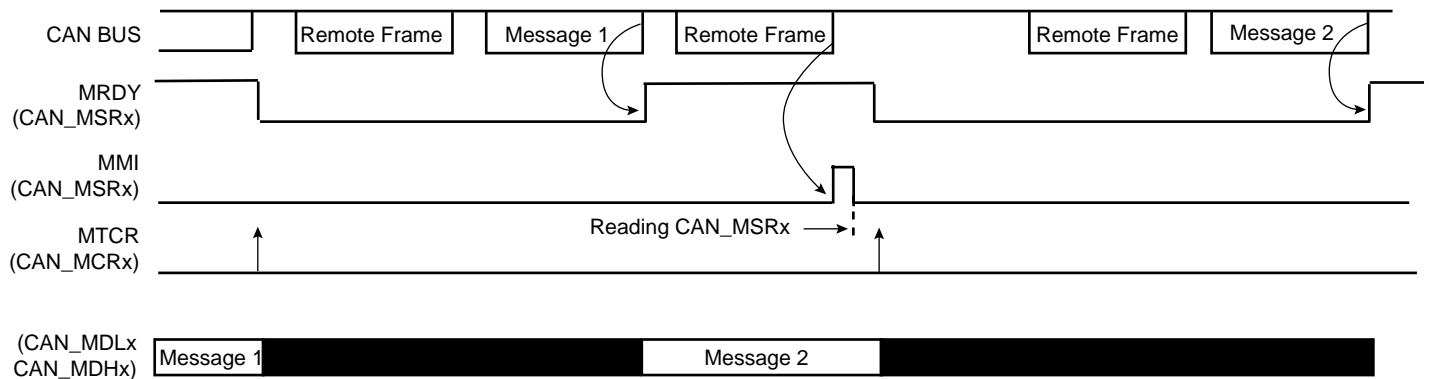 CAN BUS
Remote Frame
Message 1
Remote Frame
Remote Frame
Message 2
MRDY
(CAN_MSRx)
MMI
(CAN_MSRx)
Reading CAN_MSRx
MTCR
(CAN_MCRx)
(CAN_MDLx
CAN_MDHx)
Message 1
Message 2